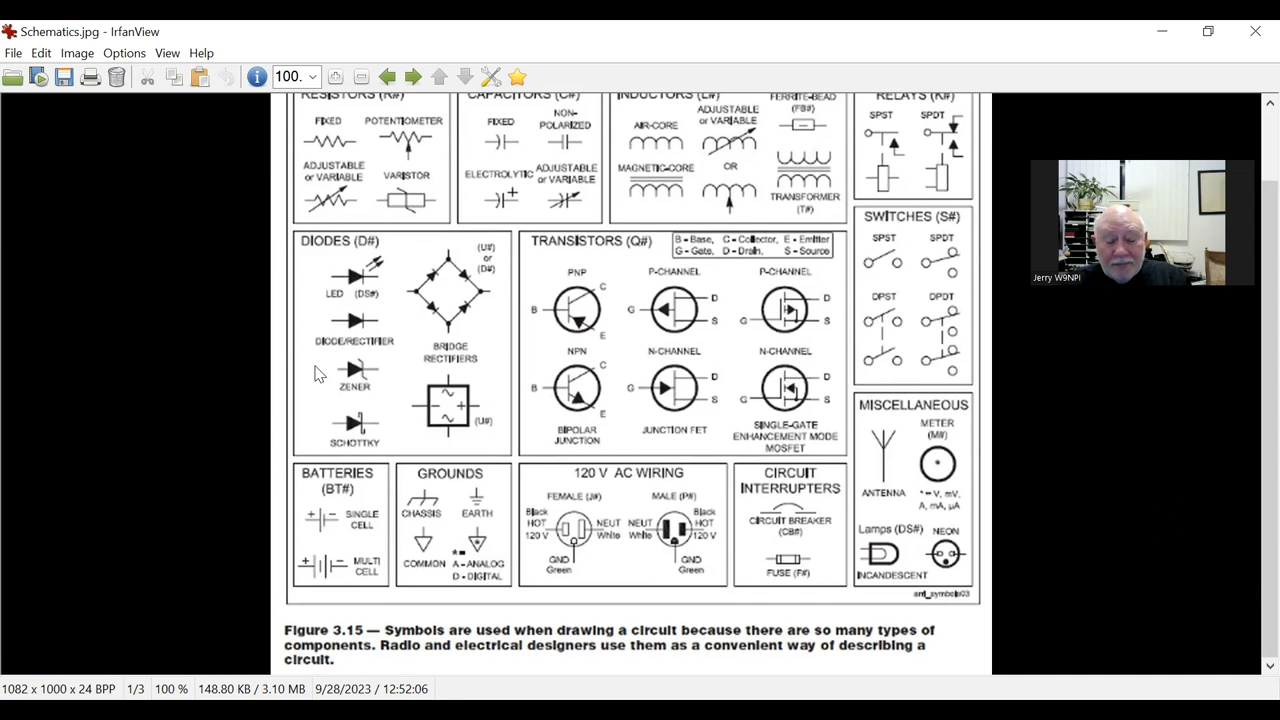 Schematics.jpg - IrfanView
File Edit Image Options View Help
100.
RESISTORS (R#)
FIXED POTENTIOMETER
ADJUSTABLE
or VARIABLE VARISTOR
CAPACITORS (C#)
FIXED NON-
POLARIZED
ELECTROLYTIC ADJUSTABLE
or VARIABLE
INDUCTORS (L#)
AIR-CORE ADJUSTABLE
or VARIABLE
MAGNETIC-CORE OR
FERRITE-BEAD
(FB#)
TRANSFORMER
(T#)
RELAYS (K#)
SPST SPDT
SWITCHES (S#)
SPST SPDT
DPST DPDT
DIODES (D#)
LED (DS#)
DIODE/RECTIFIER
ZENER
SCHOTTKY
(U#)
or
(D#)
BRIDGE
RECTIFIERS
(U#)
TRANSISTORS (Q#)
B - Base, C - Collector, E - Emitter
G - Gate, D - Drain, S - Source
PNP P-CHANNEL P-CHANNEL
B C E G D S G D S
NPN N-CHANNEL N-CHANNEL
B C E G D S G D S
BIPOLAR
JUNCTION
JUNCTION FET
SINGLE-GATE
ENHANCEMENT MODE
MOSFET
BATTERIES
(BT#)
SINGLE
CELL
MULTI
CELL
GROUNDS
CHASSIS EARTH
COMMON * =
A - ANALOG
D - DIGITAL
120 V AC WIRING
FEMALE (J#) MALE (P#)
Black
HOT
120 V
NEUT
White
GND
Green
NEUT
White
Black
HOT
120 V
GND
Green
CIRCUIT
INTERRUPTERS
CIRCUIT BREAKER
(CB#)
FUSE (F#)
MISCELLANEOUS
METER
(M#)
ANTENNA * = V, mV,
A, mA, µA
Lamps (DS#) NEON
INCANDESCENT
Figure 3.15 — Symbols are used when drawing a circuit because there are so many types of
components. Radio and electrical designers use them as a convenient way of describing a
circuit.
Jerry W9NPI
1082 x 1000 x 24 BPP 1/3 100 % 148.80 KB / 3.10 MB 9/28/2023 / 12:52:06